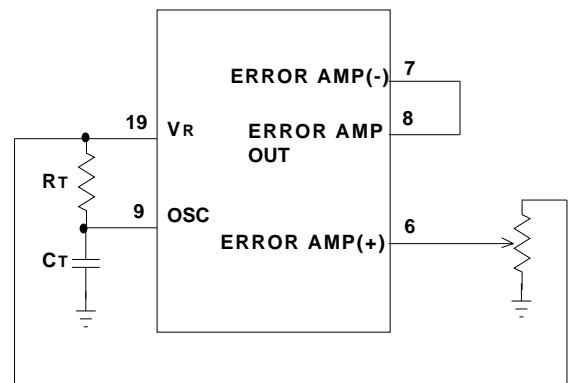 ERROR AMP(-)
7
19
VR
ERROR AMP
OUT
8
RT
9
OSC
ERROR AMP(+)
6
CT